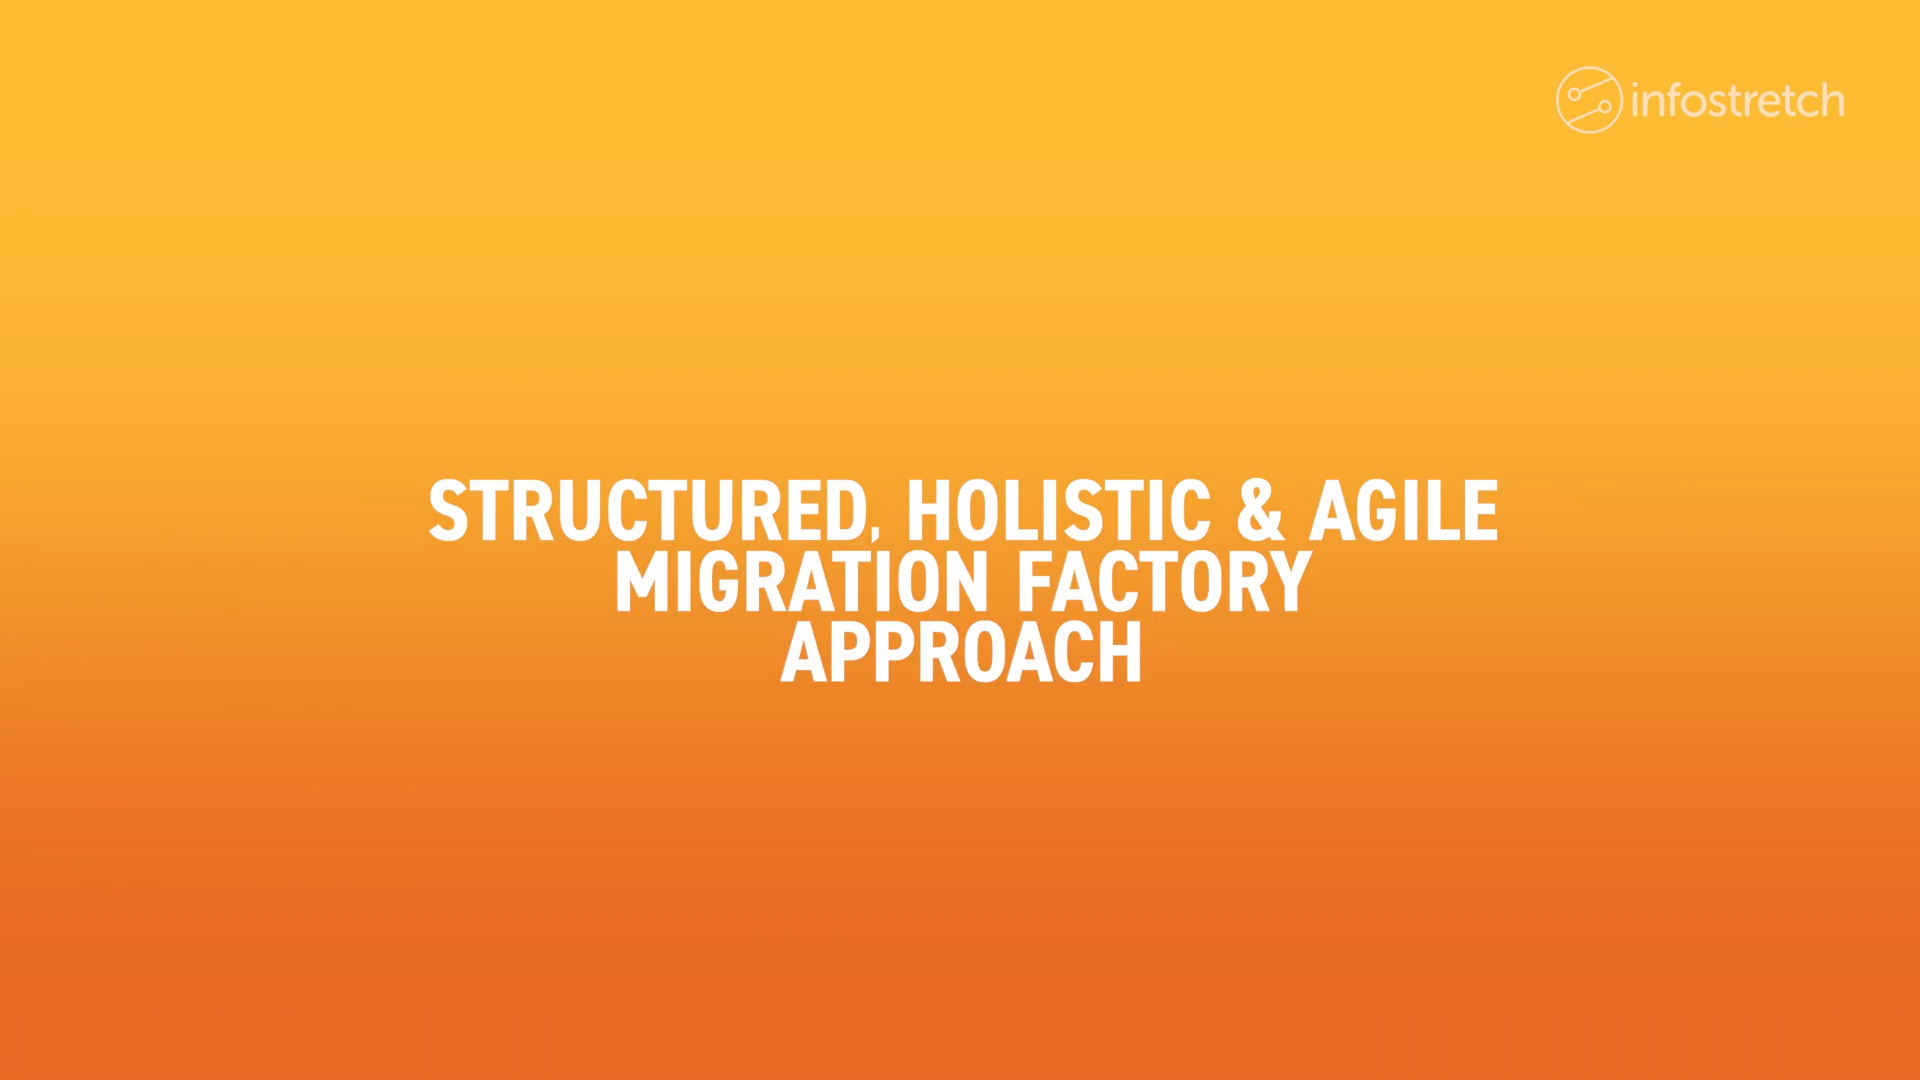 infostretch
STRUCTURED, HOLISTIC & AGILE
MIGRATION FACTORY
APPROACH